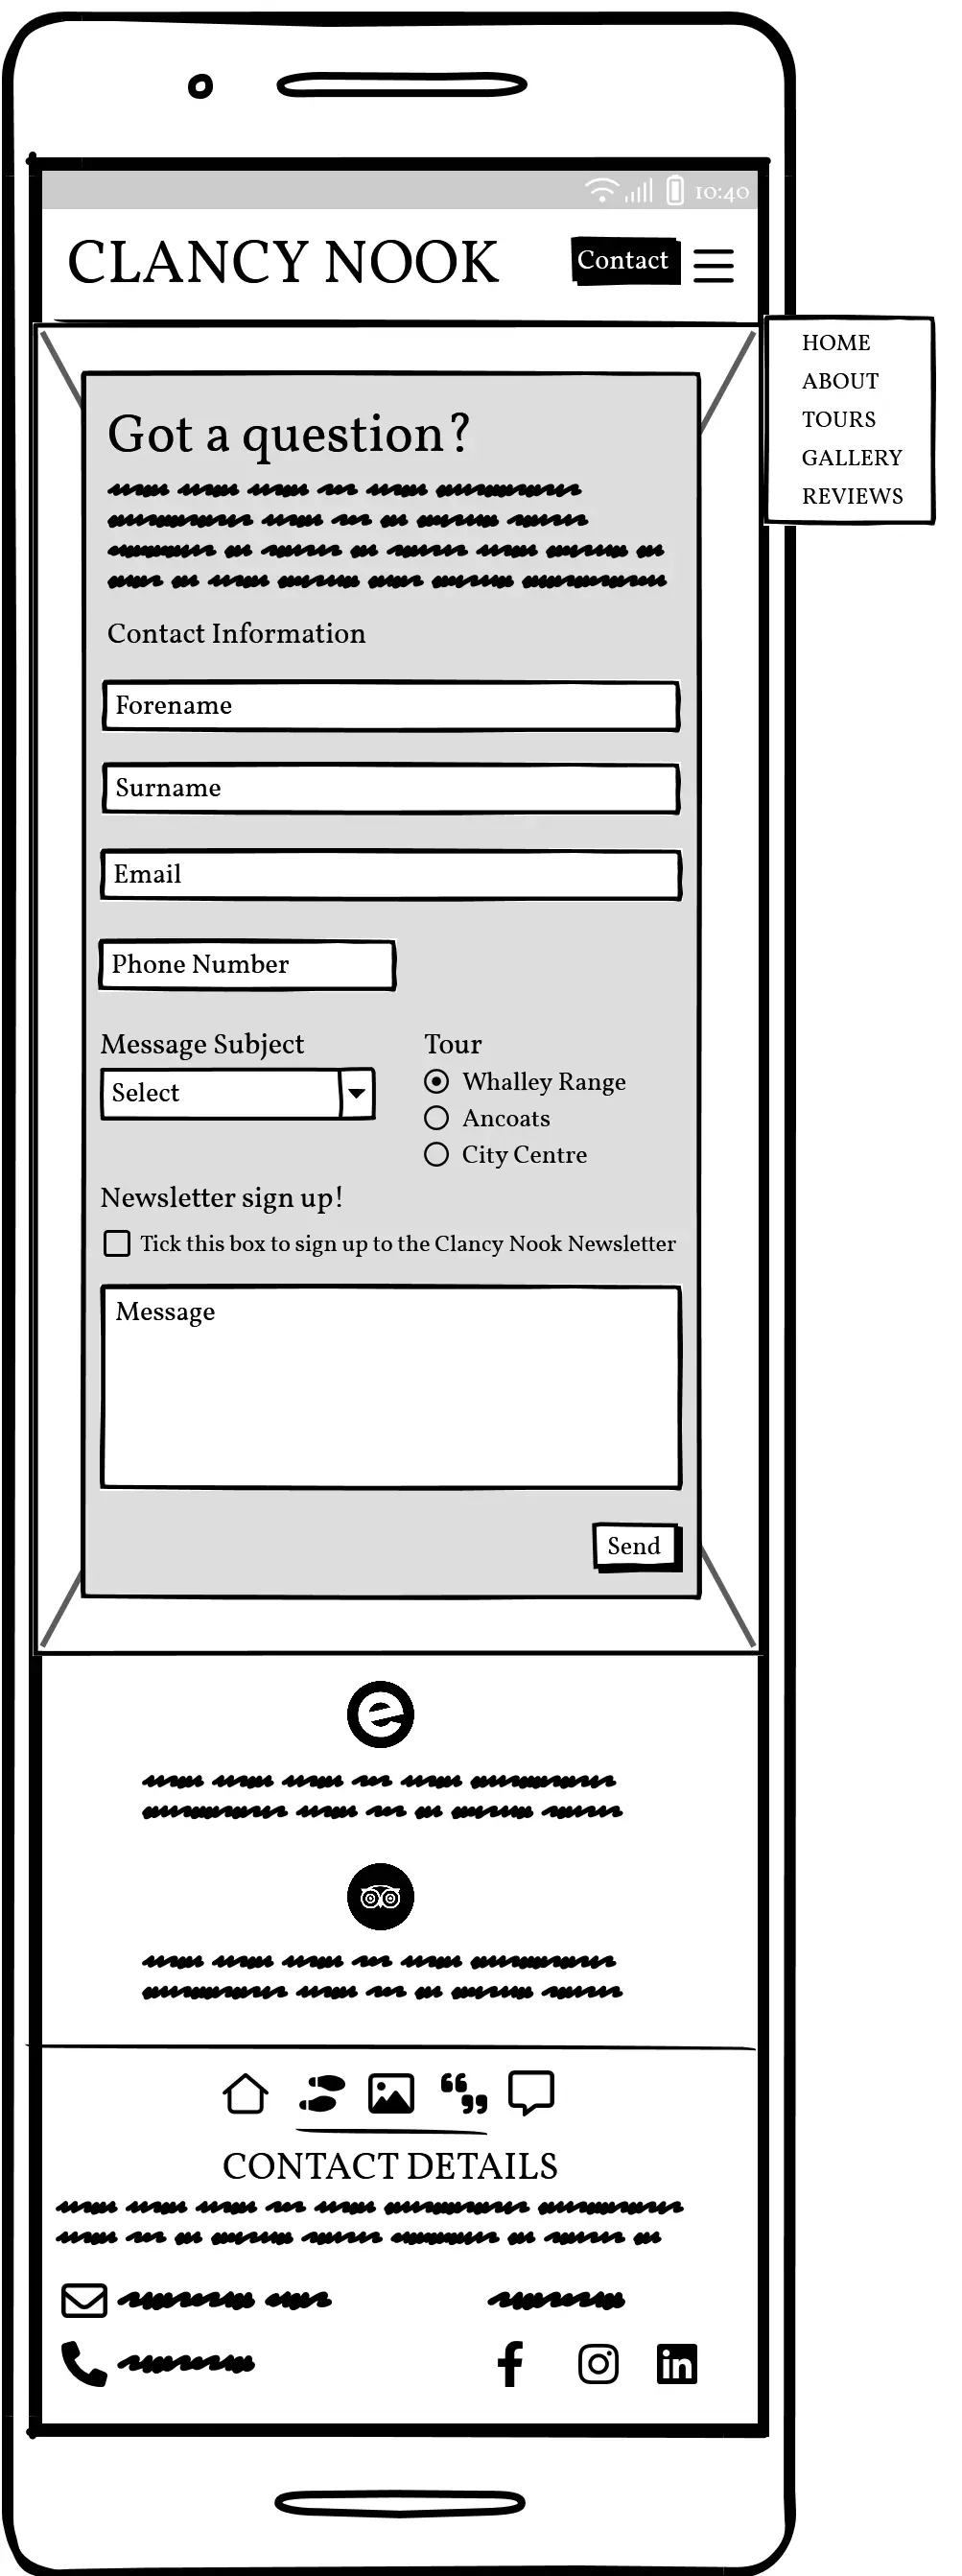 10:40
CLANCY NOOK
Contact
HOME
ABOUT
TOURS
GALLERY
REVIEWS
Got a question?
Contact Information
Forename
Surname
Email
Phone Number
Message Subject
Select
Tour
Whalley Range
Ancoats
City Centre
Newsletter sign up!
Tick this box to sign up to the Clancy Nook Newsletter
Message
Send
CONTACT DETAILS